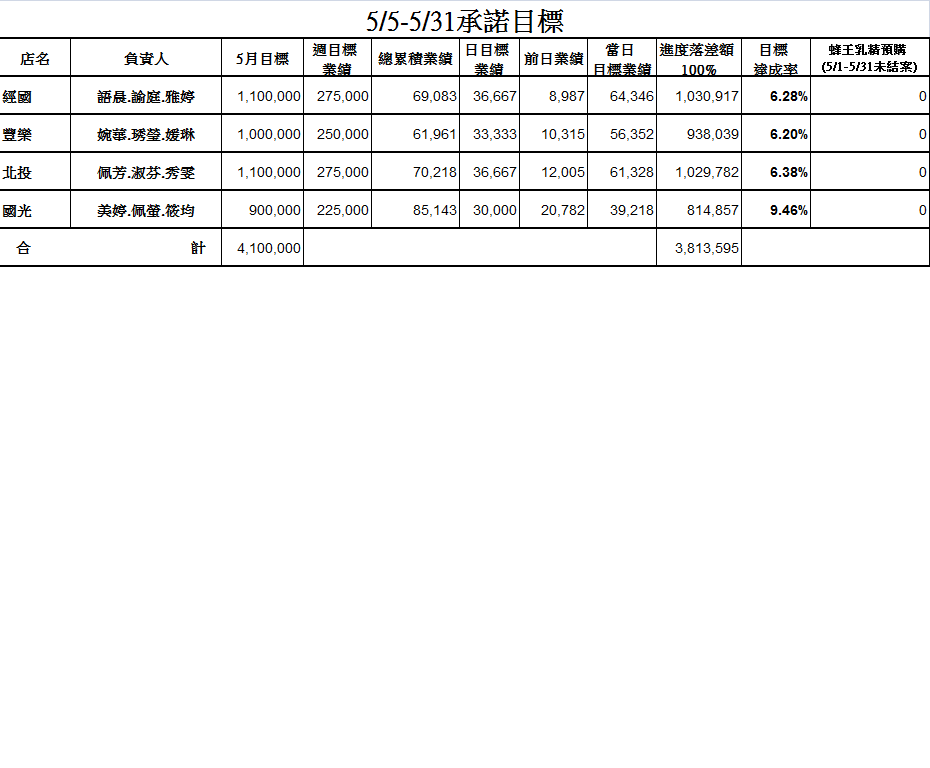 5/5-5/31承諾目標
店名 負責人 5月目標 週目標業績 總累積業績 日目標業績 前日業績 當日目標業績 進度落差額100% 目標達成率 蜂王乳精預購(5/1-5/31未結案)
經國 語晨.諭庭.雅婷 1,100,000 275,000 69,083 36,667 8,987 64,346 1,030,917 6.28% 0
豐樂 婉華.琇瑩.媛琳 1,000,000 250,000 61,961 33,333 10,315 56,352 938,039 6.20% 0
北投 佩芳.淑芬.秀雯 1,100,000 275,000 70,218 36,667 12,005 61,328 1,029,782 6.38% 0
國光 美婷.佩螢.筱均 900,000 225,000 85,143 30,000 20,782 39,218 814,857 9.46% 0
合 計 4,100,000 3,813,595